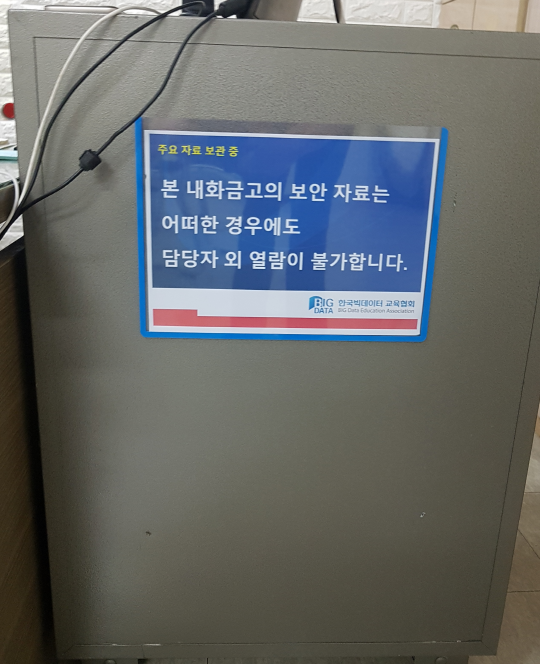 주요 자료 보관 중
본 내화금고의 보안 자료는
어떠한 경우에도
담당자 외 열람이 불가합니다.
BIG DATA 한국빅데이터 교육협회
BIG Data Education Association